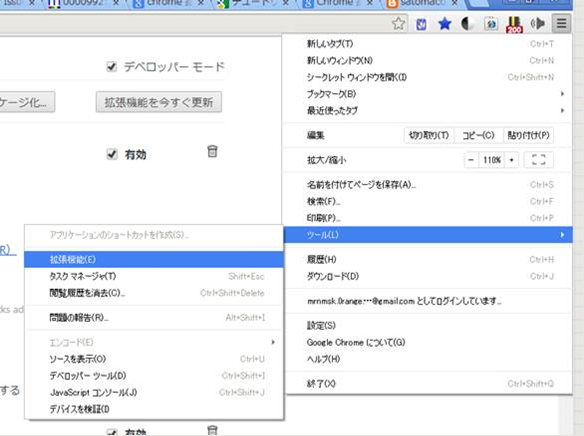 Issu
00009925
chrome
チュートリ
Chrome
satomaco
200
デベロッパー モード
新しいタブ(T) Ctrl+T
新しいウィンドウ(N) Ctrl+N
シークレット ウィンドウを開く(I) Ctrl+Shift+N
ブックマーク(B)
最近使ったタブ
ケージ化... 拡張機能を今すぐ更新
編集 切り取り(T) コピー(C) 貼り付け(P)
有効
拡大/縮小 − 110% +
名前を付けてページを保存(A)... Ctrl+S
検索(F)... Ctrl+F
印刷(P)... Ctrl+P
ツール(L)
アプリケーションのショートカットを作成(S)...
R)
拡張機能(E)
タスク マネージャ(T) Shift+Esc
閲覧履歴を消去(C)... Ctrl+Shift+Delete
cks ad
問題の報告(R)... Alt+Shift+I
エンコード(E)
ソースを表示(O) Ctrl+U
デベロッパー ツール(D) Ctrl+Shift+I
する
JavaScript コンソール(J) Ctrl+Shift+J
デバイスを検証(I)
履歴(H) Ctrl+H
ダウンロード(D) Ctrl+J
mrnmsk.0range.…@gmail.com としてログインしています...
設定(S)
Google Chrome について(G)
ヘルプ(H)
終了(X) Ctrl+Shift+Q
有効